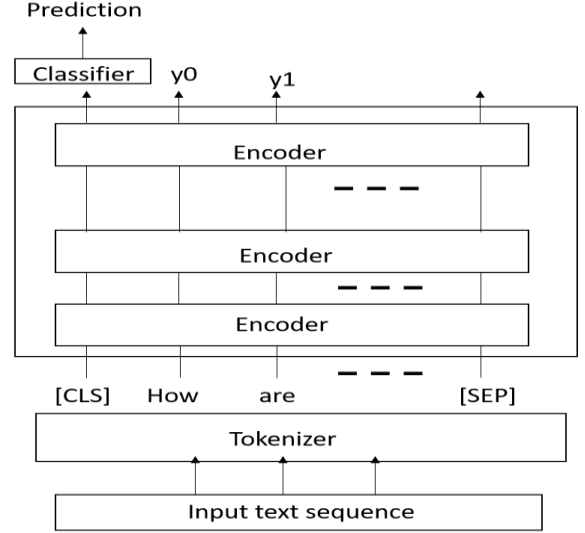 Prediction
Classifier y0 y1
Encoder
Encoder
Encoder
[CLS] How are [SEP]
Tokenizer
Input text sequence